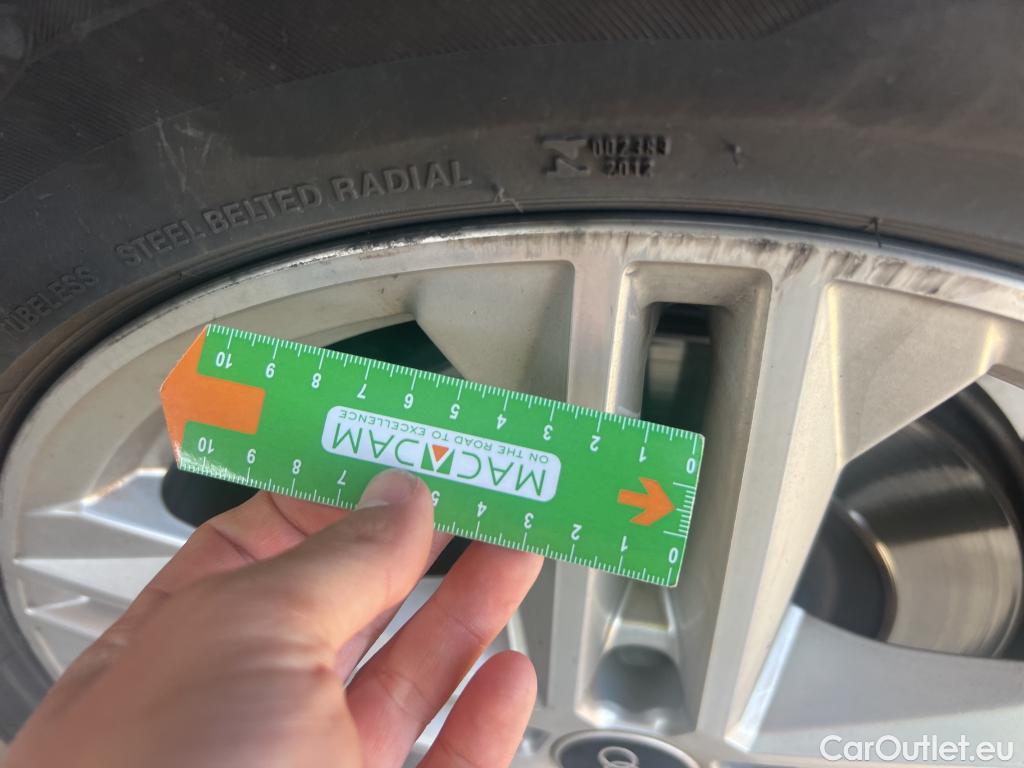 002389
2012
STEEL BELTED RADIAL
UBELESS
10 9 8 7 6 5 4 3 2 1 0
MACADAM
ON THE ROAD TO EXCELLENCE
10 9 8 7 5 4 3 2 1 0
CarOutlet.eu